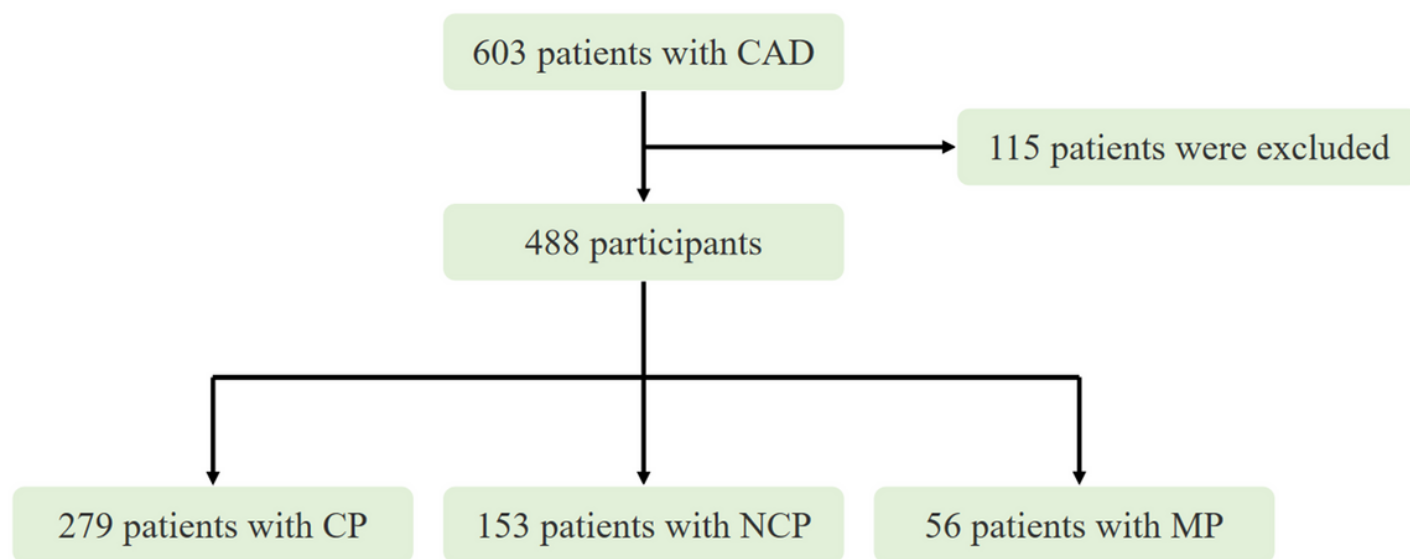 603 patients with CAD
115 patients were excluded
488 participants
279 patients with CP
153 patients with NCP
56 patients with MP